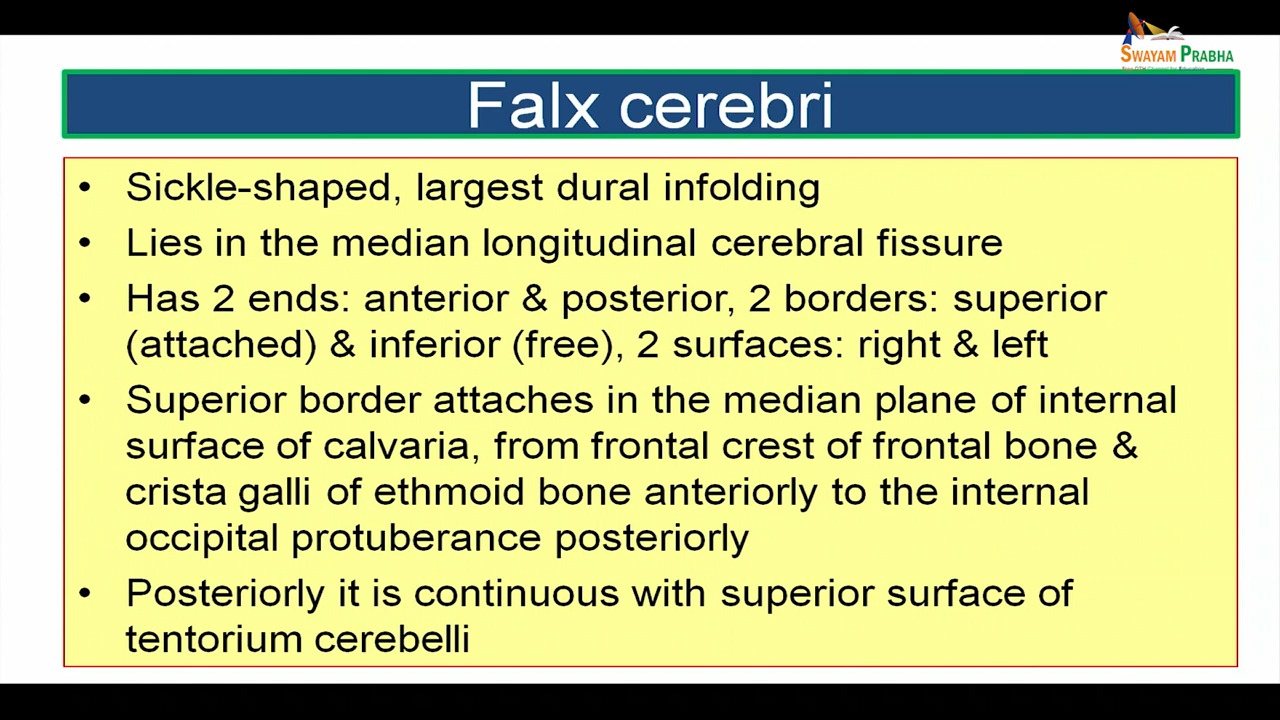 SWAYAM PRABHA
Falx cerebri
• Sickle-shaped, largest dural infolding
• Lies in the median longitudinal cerebral fissure
• Has 2 ends: anterior & posterior, 2 borders: superior
(attached) & inferior (free), 2 surfaces: right & left
• Superior border attaches in the median plane of internal
surface of calvaria, from frontal crest of frontal bone &
crista galli of ethmoid bone anteriorly to the internal
occipital protuberance posteriorly
• Posteriorly it is continuous with superior surface of
tentorium cerebelli